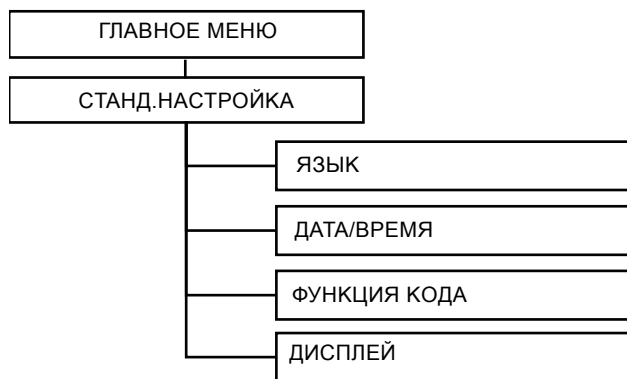 ГЛАВНОЕ МЕНЮ
СТАНД.НАСТРОЙКА
ЯЗЫК
ДАТА/ВРЕМЯ
ФУНКЦИЯ КОДА
ДИСПЛЕЙ